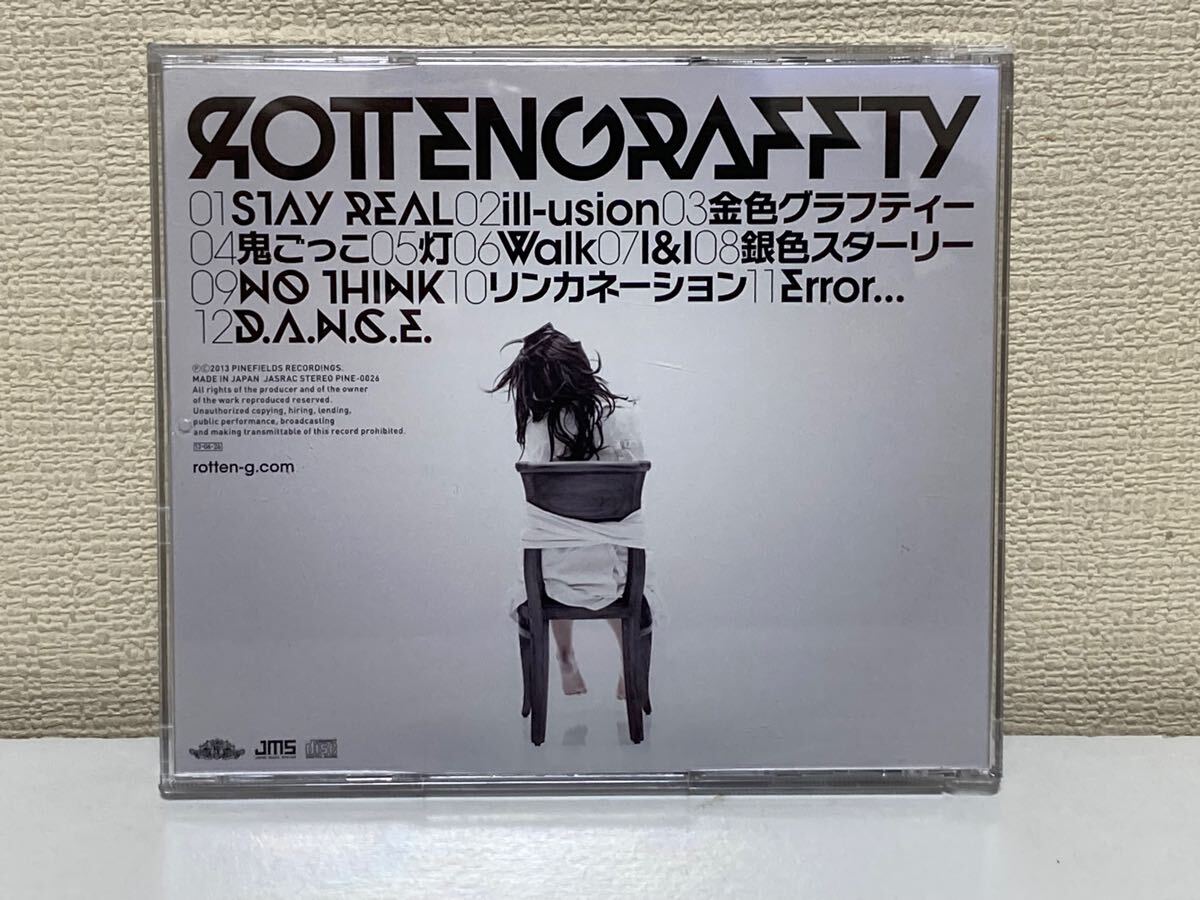 ROTTENGRAFFTY
01STAY REAL02ill-usion03金色グラフティー
04鬼ごっこ05灯06Walk07I&I08銀色スターリー
09NO THINK10リンカネーション11Error...
12D.A.N.C.E.
ⓅⒸ2013 PINEFIELDS RECORDINGS.
MADE IN JAPAN JASRAC STEREO PINE-0026
All rights of the producer and of the owner
of the work reproduced reserved.
Unauthorized copying, hiring, lending,
public performance, broadcasting
and making transmittable of this record prohibited.
13·06·26
rotten-g.com
JMS